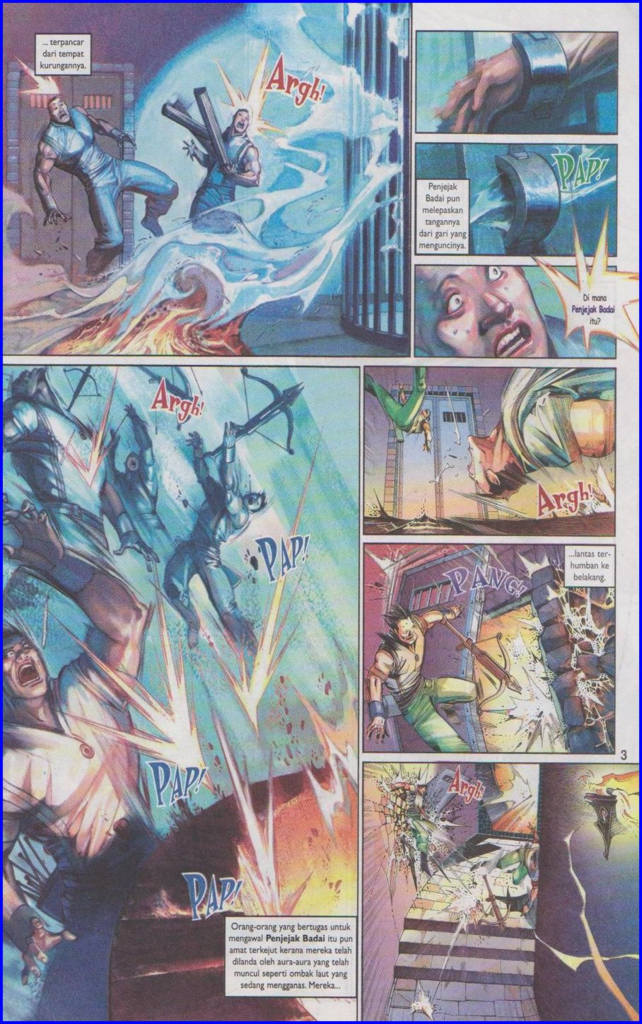 ... terpancar
dari tempat
kurungannya.
Argh!
PAP!
Penjejak
Badai pun
melepaskan
tangannya
dari gari yang
menguncinya.
Di mana
Penjejak Badai
itu?
Argh!
PAP!
PAP!
PAP!
Orang-orang yang bertugas untuk
mengawal Penjejak Badai itu pun
amat terkejut kerana mereka telah
dilanda oleh aura-aura yang telah
muncul seperti ombak laut yang
sedang mengganas. Mereka...
Argh!
...lantas ter-
humban ke
belakang.
PANG!
3
Argh!